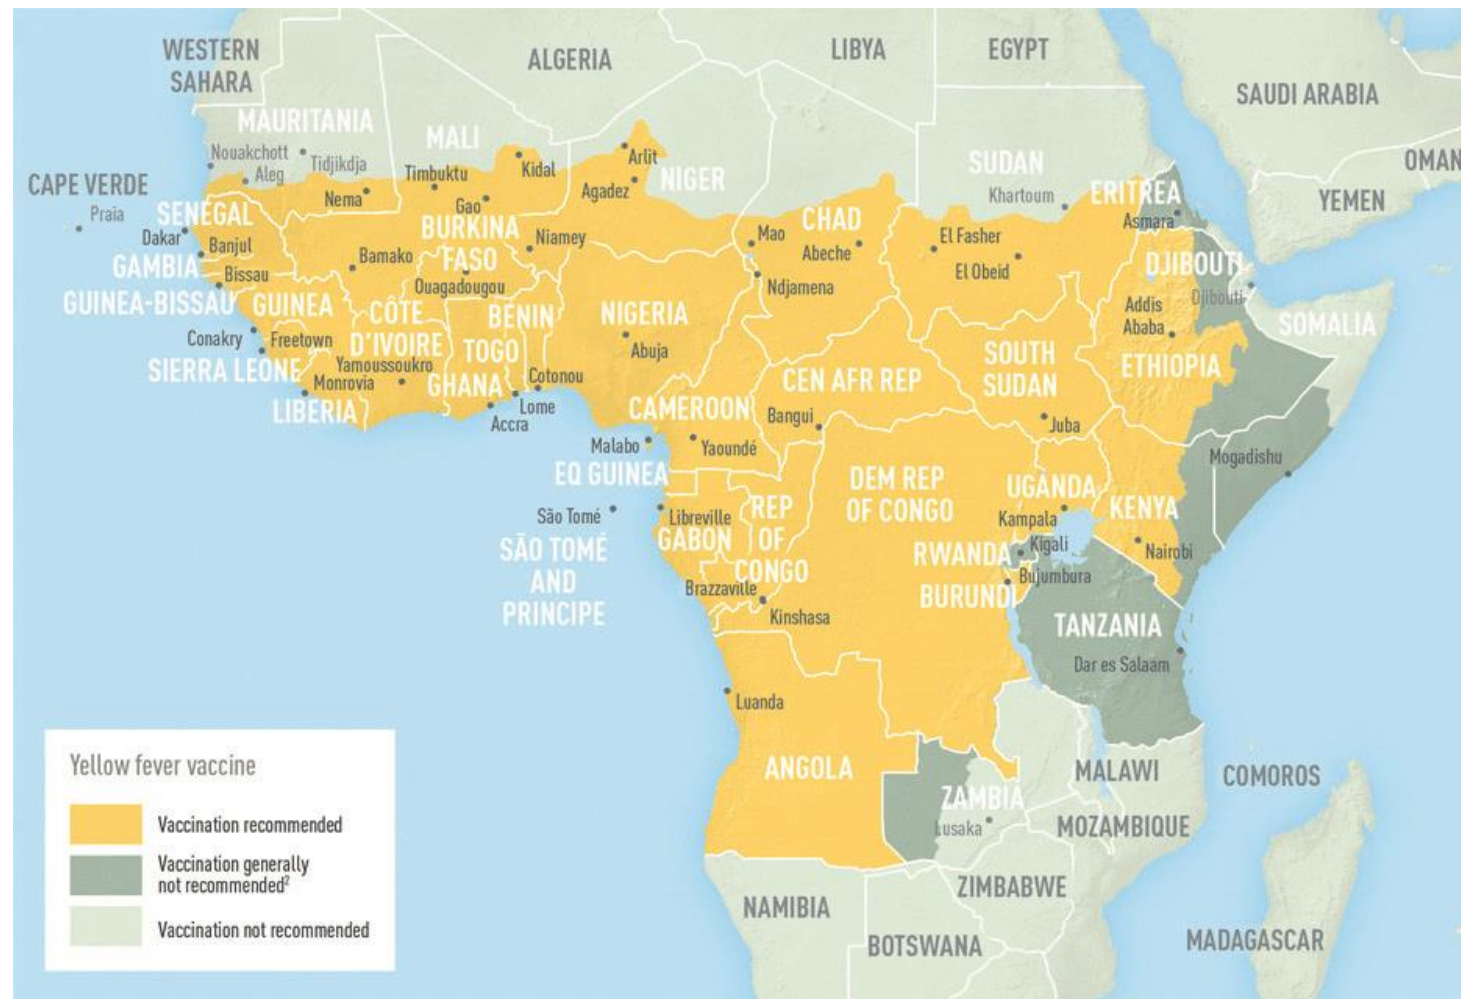 WESTERN
SAHARA
ALGERIA
LIBYA
EGYPT
SAUDI ARABIA
MAURITANIA
MALI
Nouakchott
Tidjikdja
Aleg
Timbuktu
Kidal
Arlit
Agadez
NIGER
SUDAN
Khartoum
ERITREA
Asmara
OMAN
YEMEN
CAPE VERDE
Praia
Nema
Gao
SENEGAL
Dakar
Banjul
BURKINA
FASO
Niamey
CHAD
Mao
Abeche
El Fasher
El Obeid
GAMBIA
Bissau
Bamako
Ouagadougou
Ndjamena
DJIBOUTI
Djibouti
GUINEA-BISSAU
GUINEA
CÔTE
D'IVOIRE
BENIN
NIGERIA
Abuja
Addis
Ababa
SOMALIA
Conakry
Freetown
SIERRA LEONE
Yamoussoukro
TOGO
GHANA
Monrovia
LIBERIA
Cotonou
Lome
Accra
CEN AFR REP
Bangui
SOUTH
SUDAN
Juba
ETHIOPIA
CAMEROON
Malabo
Yaoundé
EQ GUINEA
Mogadishu
DEM REP
OF CONGO
UGANDA
Kampala
KENYA
Nairobi
São Tomé
SÃO TOMÉ
AND
PRINCIPE
Libreville
GABON
REP
OF
CONGO
RWANDA
Kigali
Bujumbura
BURUNDI
Brazzaville
Kinshasa
TANZANIA
Dar es Salaam
Luanda
ANGOLA
ZAMBIA
Lusaka
MALAWI
COMOROS
MOZAMBIQUE
ZIMBABWE
NAMIBIA
BOTSWANA
MADAGASCAR
Yellow fever vaccine
Vaccination recommended
Vaccination generally
not recommended²
Vaccination not recommended